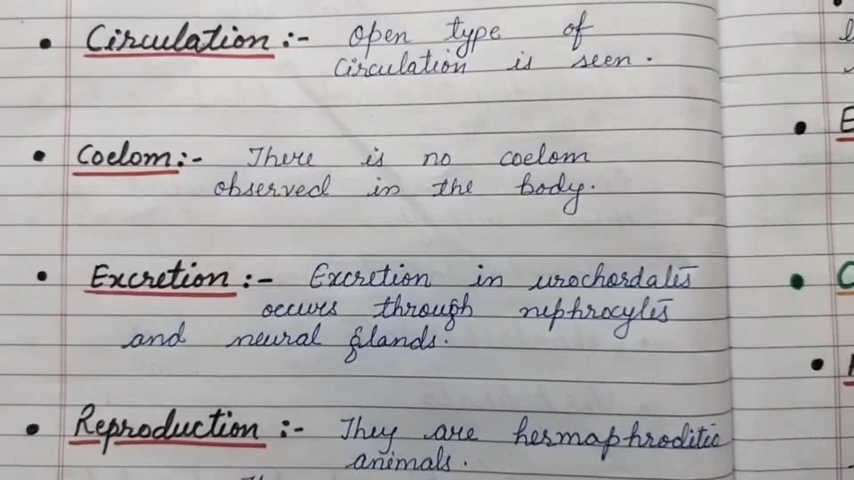 • Circulation :- Open type of
circulation is seen.
• Coelom :- There is no coelom
observed in the body.
• Excretion :- Excretion in urochordates
occurs through nephrocytes
and neural glands.
• Reproduction :- They are hermaphroditic
animals.